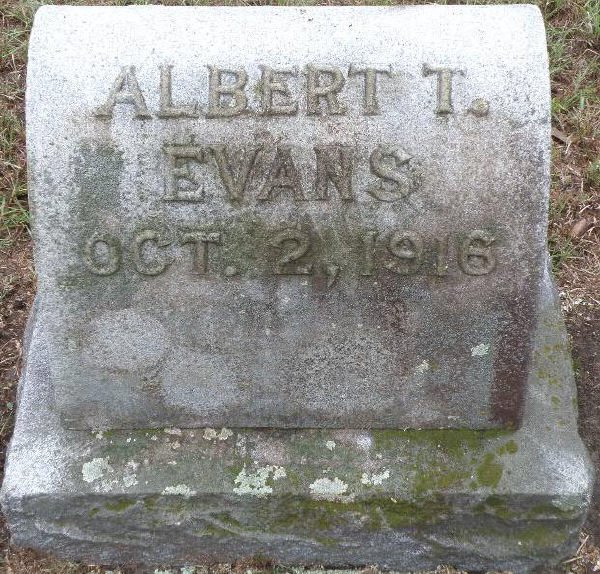 ALBERT T.
EVANS
OCT. 2, 1916